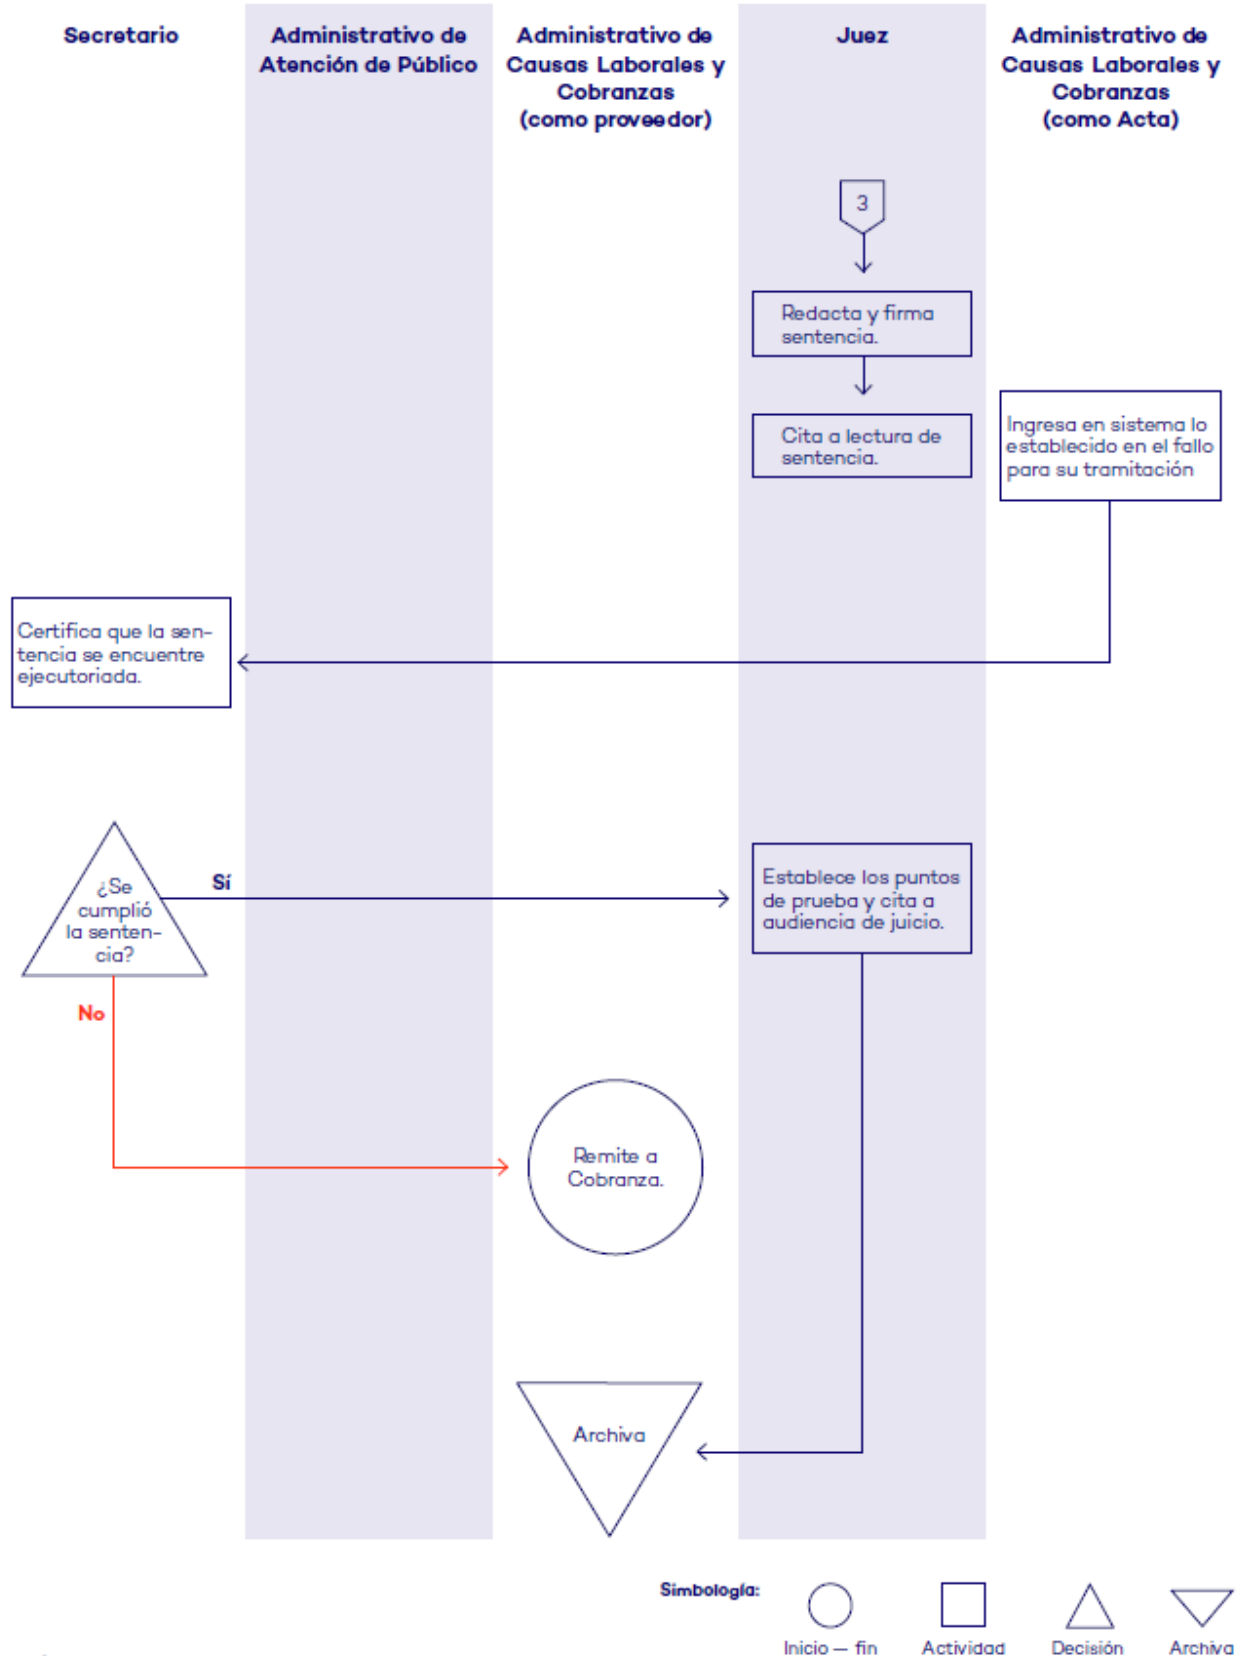 Secretario
Administrativo de
Atención de Público
Administrativo de
Causas Laborales y
Cobranzas
(como proveedor)
Juez
Administrativo de
Causas Laborales y
Cobranzas
(como Acta)
3
Redacta y firma
sentencia.
Cita a lectura de
sentencia.
Ingresa en sistema lo
establecido en el fallo
para su tramitación
Certifica que la sen-
tencia se encuentre
ejecutoriada.
¿Se
cumplió
la senten-
cia?
Sí
Establece los puntos
de prueba y cita a
audiencia de juicio.
No
Remite a
Cobranza.
Archiva
Simbología:
Inicio — fin
Actividad
Decisión
Archiva